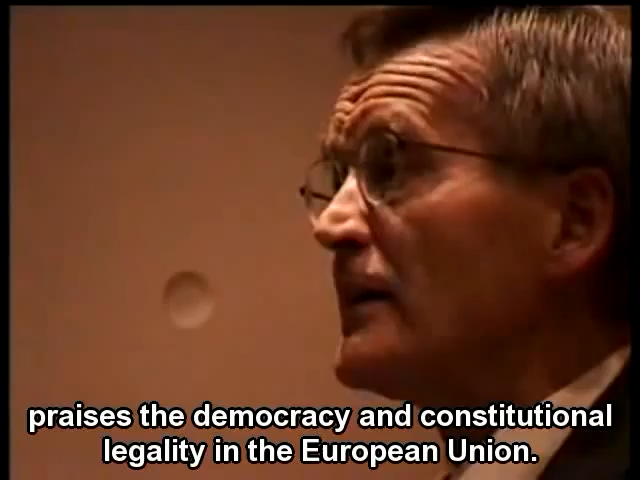 praises the democracy and constitutional
legality in the European Union.